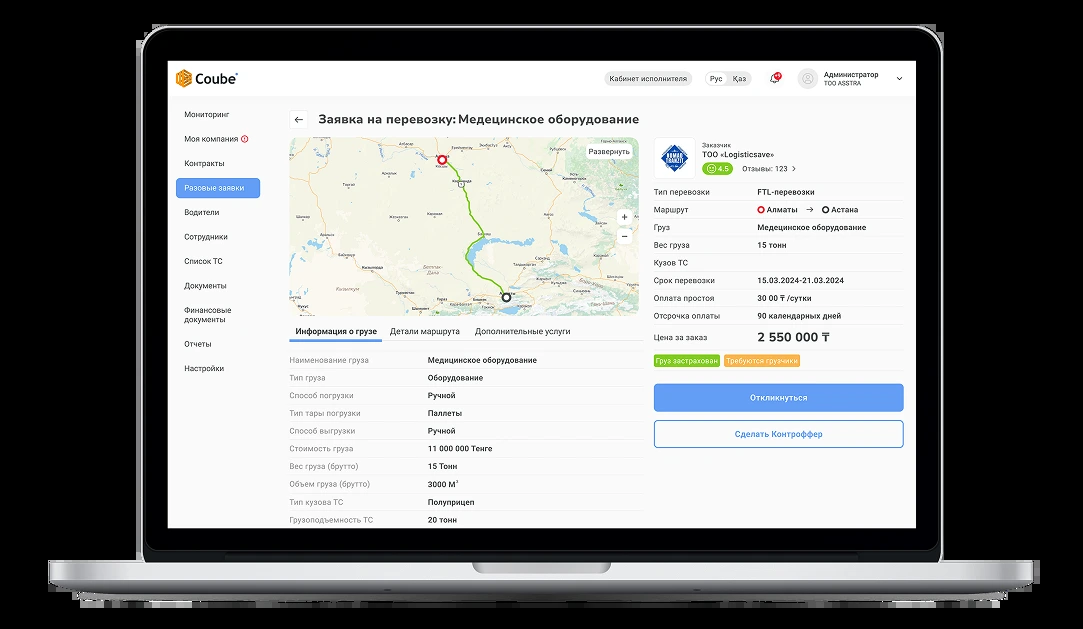 Coube
Кабинет исполнителя
Рус Қаз
Администратор
ТОО ASSTRA
Мониторинг
Моя компания
Контракты
Разовые заявки
Водители
Сотрудники
Список ТС
Документы
Финансовые
документы
Отчеты
Настройки
Заявка на перевозку: Медецинское оборудование
Развернуть
+
−
Информация о грузе Детали маршрута Дополнительные услуги
Наименование груза Медицинское оборудование
Тип груза Оборудование
Способ погрузки Ручной
Тип тары погрузки Паллеты
Способ выгрузки Ручной
Стоимость груза 11 000 000 Тенге
Вес груза (брутто) 15 Тонн
Объем груза (брутто) 3000 М³
Тип кузова ТС Полуприцеп
Грузоподъемность ТС 20 тонн
NOMAD
TRANZIT
Заказчик
ТОО «Logisticsave»
4.5 Отзывы: 123
Тип перевозки FTL-перевозки
Маршрут Алматы → Астана
Груз Медецинское оборудование
Вес груза 15 тонн
Кузов ТС
Срок перевозки 15.03.2024-21.03.2024
Оплата простоя 30 00 ₸ /сутки
Отсрочка оплаты 90 календарных дней
Цена за заказ 2 550 000 ₸
Груз застрахован Требуются грузчики
Откликнуться
Сделать Контроффер